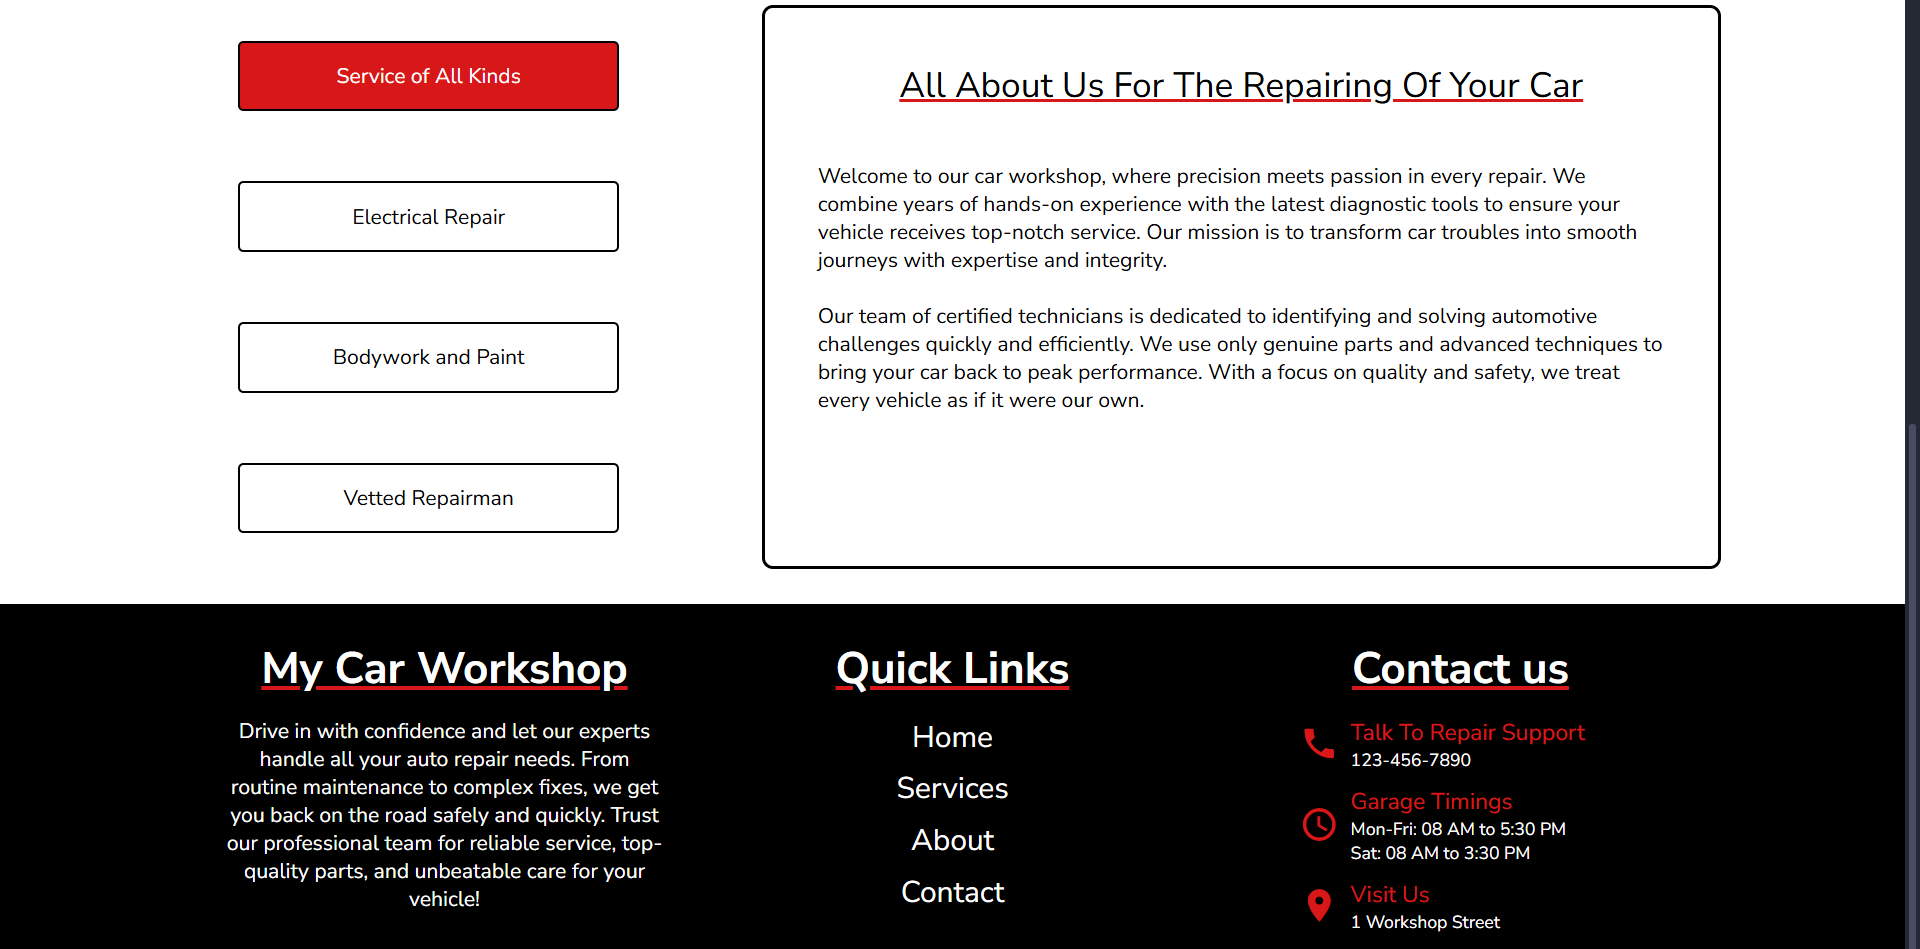 Service of All Kinds
Electrical Repair
Bodywork and Paint
Vetted Repairman
All About Us For The Repairing Of Your Car
Welcome to our car workshop, where precision meets passion in every repair. We
combine years of hands-on experience with the latest diagnostic tools to ensure your
vehicle receives top-notch service. Our mission is to transform car troubles into smooth
journeys with expertise and integrity.
Our team of certified technicians is dedicated to identifying and solving automotive
challenges quickly and efficiently. We use only genuine parts and advanced techniques to
bring your car back to peak performance. With a focus on quality and safety, we treat
every vehicle as if it were our own.
My Car Workshop
Drive in with confidence and let our experts
handle all your auto repair needs. From
routine maintenance to complex fixes, we get
you back on the road safely and quickly. Trust
our professional team for reliable service, top-
quality parts, and unbeatable care for your
vehicle!
Quick Links
Home
Services
About
Contact
Contact us
Talk To Repair Support
123-456-7890
Garage Timings
Mon-Fri: 08 AM to 5:30 PM
Sat: 08 AM to 3:30 PM
Visit Us
1 Workshop Street